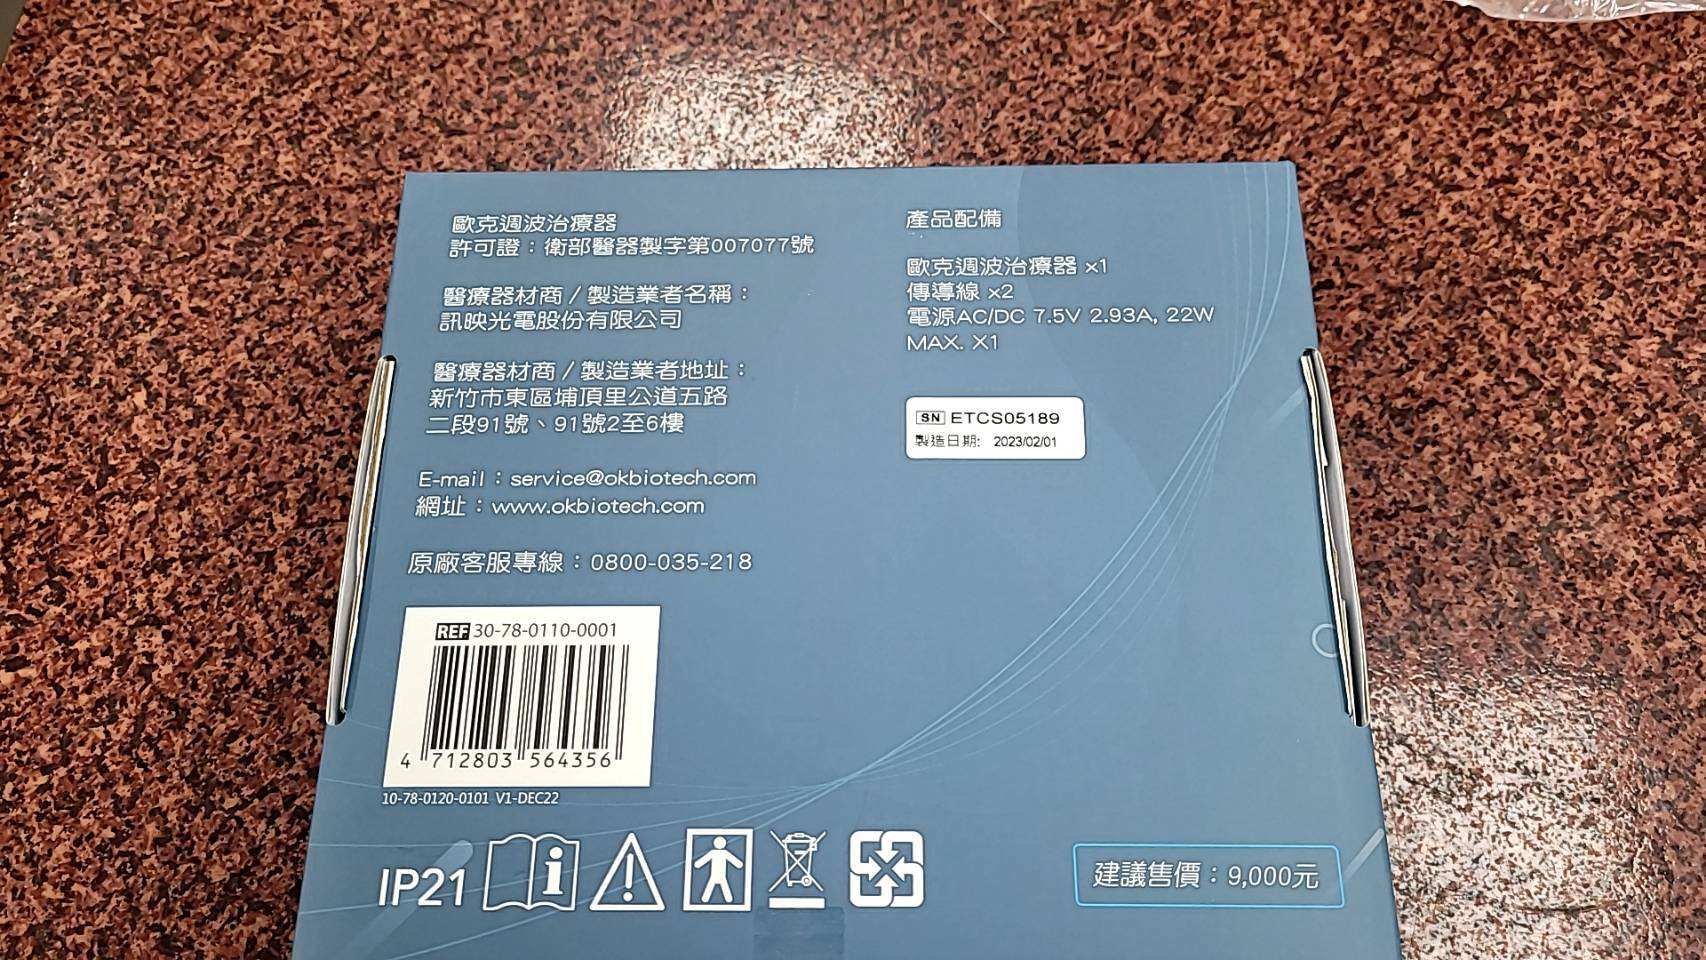 歐克週波治療器
許可證：衛部醫器製字第007077號
醫療器材商 / 製造業者名稱：
訊映光電股份有限公司
醫療器材商 / 製造業者地址：
新竹市東區埔頂里公道五路
二段91號、91號2至6樓
E-mail：service@okbiotech.com
網址：www.okbiotech.com
原廠客服專線：0800-035-218
REF 30-78-0110-0001
4 712803 564356
10-78-0120-0101 V1-DEC22
IP21
產品配備
歐克週波治療器 x1
傳導線 x2
電源AC/DC 7.5V 2.93A, 22W
MAX. X1
SN ETCS05189
製造日期: 2023/02/01
建議售價：9,000元